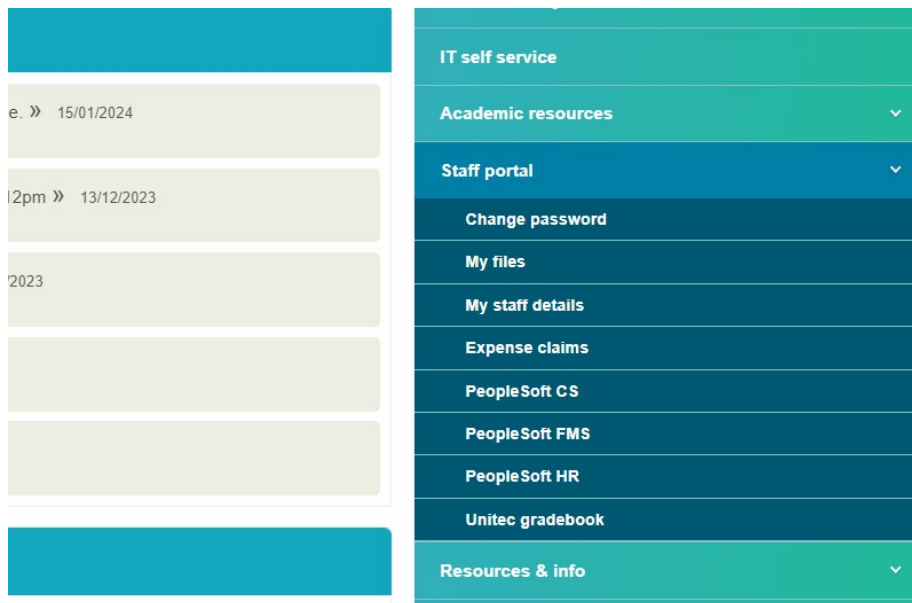 e. » 15/01/2024
12pm » 13/12/2023
/2023
IT self service
Academic resources
Staff portal
Change password
My files
My staff details
Expense claims
PeopleSoft CS
PeopleSoft FMS
PeopleSoft HR
Unitec gradebook
Resources & info